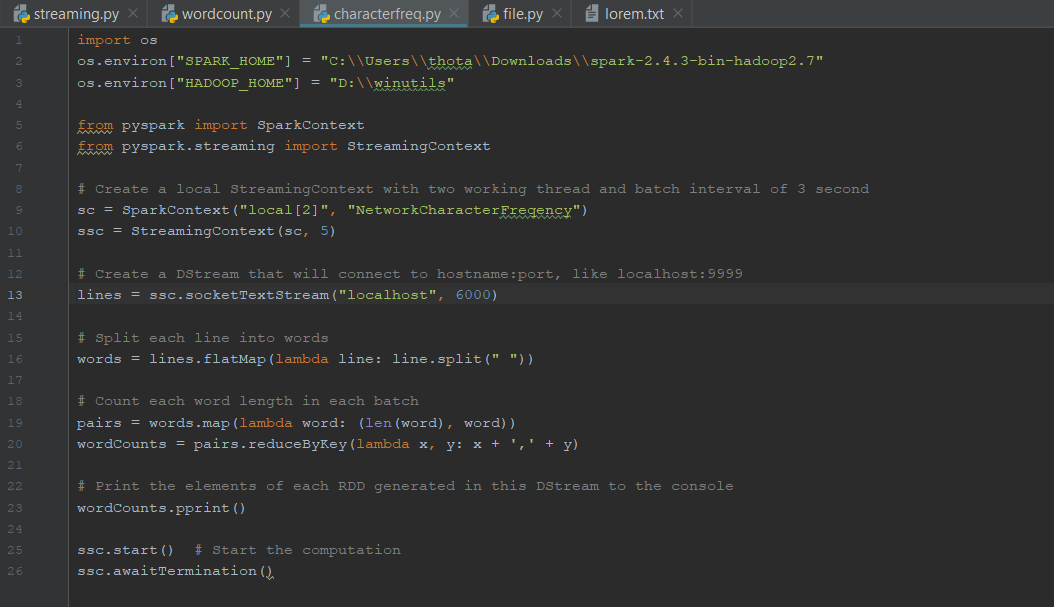 streaming.py wordcount.py characterfreq.py file.py lorem.txt
1 import os
2 os.environ["SPARK_HOME"] = "C:\\Users\\thota\\Downloads\\spark-2.4.3-bin-hadoop2.7"
3 os.environ["HADOOP_HOME"] = "D:\\winutils"
4
5 from pyspark import SparkContext
6 from pyspark.streaming import StreamingContext
7
8 # Create a local StreamingContext with two working thread and batch interval of 3 second
9 sc = SparkContext("local[2]", "NetworkCharacterFreqency")
10 ssc = StreamingContext(sc, 5)
11
12 # Create a DStream that will connect to hostname:port, like localhost:9999
13 lines = ssc.socketTextStream("localhost", 6000)
14
15 # Split each line into words
16 words = lines.flatMap(lambda line: line.split(" "))
17
18 # Count each word length in each batch
19 pairs = words.map(lambda word: (len(word), word))
20 wordCounts = pairs.reduceByKey(lambda x, y: x + ',' + y)
21
22 # Print the elements of each RDD generated in this DStream to the console
23 wordCounts.pprint()
24
25 ssc.start()  # Start the computation
26 ssc.awaitTermination()